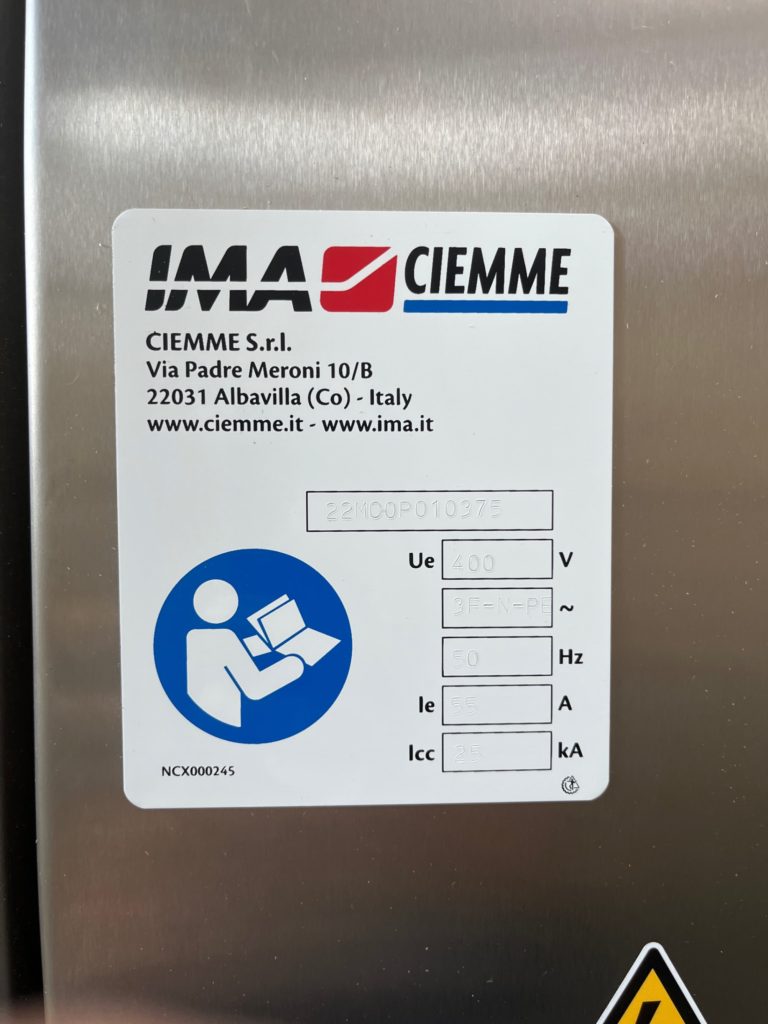 IMA CIEMME
CIEMME S.r.l.
Via Padre Meroni 10/B
22031 Albavilla (Co) - Italy
www.ciemme.it - www.ima.it
22MC0P010375
Ue 400 V
3F-N-PE ~
50 Hz
Ie 55 A
Icc 25 kA
NCX000245